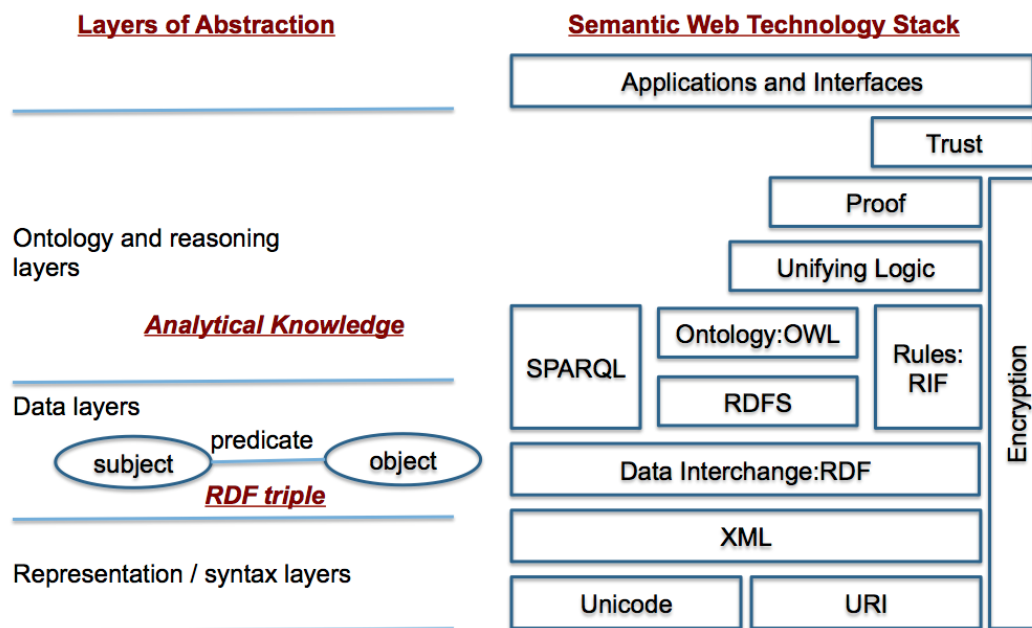 Layers of Abstraction
Ontology and reasoning
layers
Analytical Knowledge
Data layers
subject
predicate
object
RDF triple
Representation / syntax layers
Semantic Web Technology Stack
Applications and Interfaces
Trust
Proof
Unifying Logic
SPARQL
Ontology:OWL
RDFS
Rules:
RIF
Data Interchange:RDF
XML
Unicode
URI
Encryption